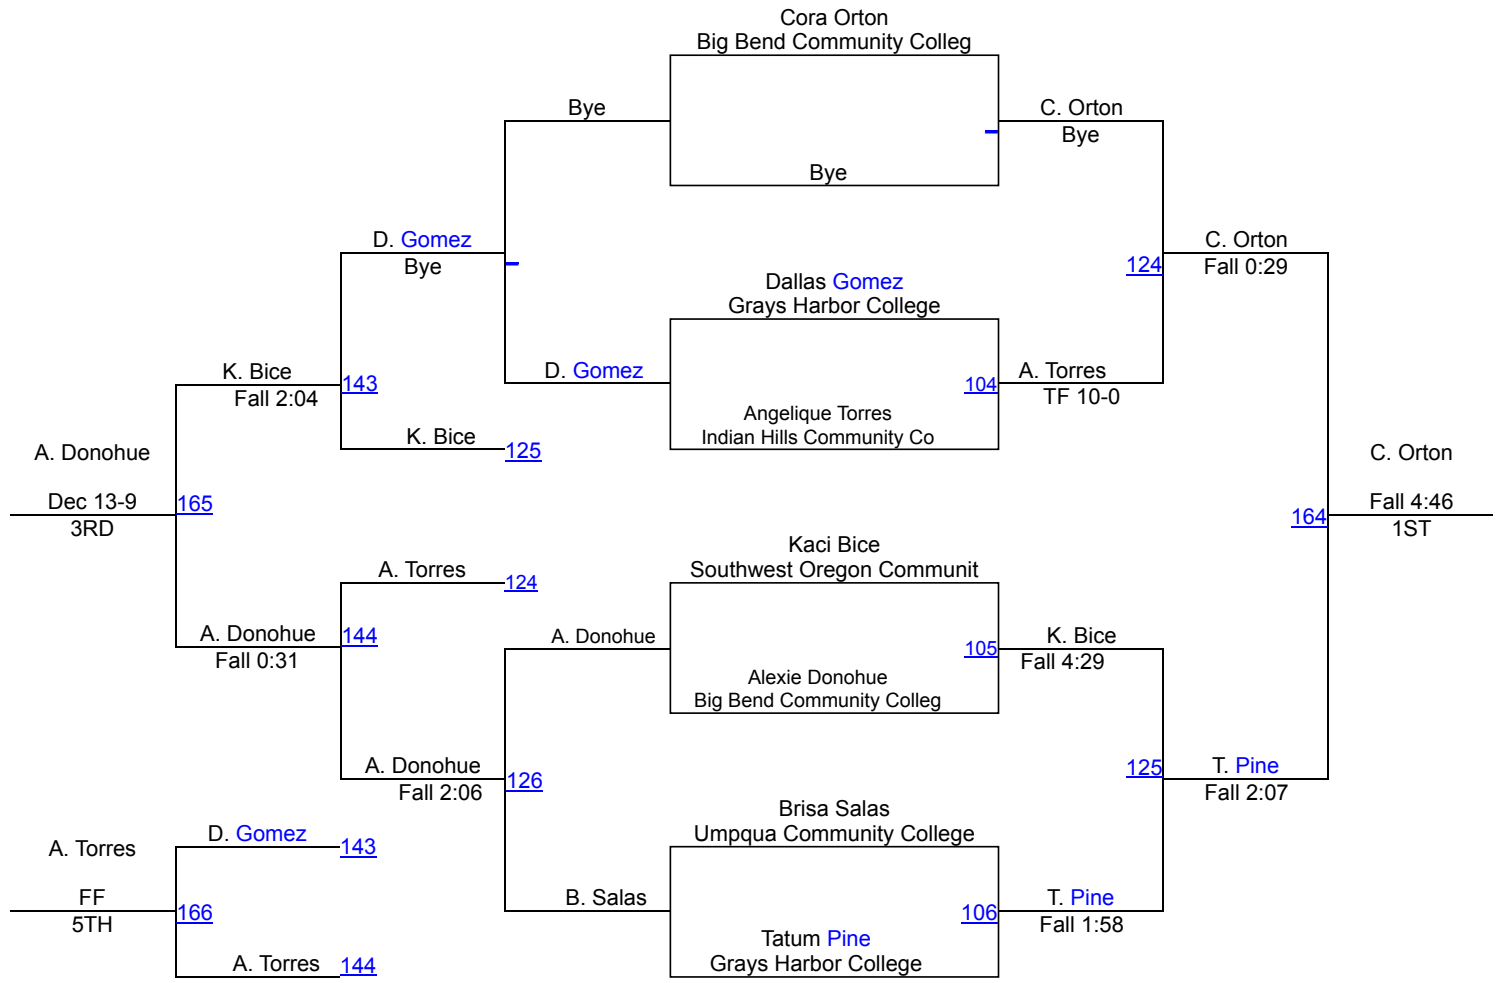 Cora Orton
Big Bend Community Colleg
Bye
C. Orton
Bye
Bye
D. Gomez
Bye
C. Orton
124
Fall 0:29
Dallas Gomez
Grays Harbor College
K. Bice
Fall 2:04
143
D. Gomez
104
A. Torres
TF 10-0
Angelique Torres
Indian Hills Community Co
K. Bice
125
A. Donohue
Dec 13-9
3RD
165
C. Orton
Fall 4:46
1ST
164
Kaci Bice
Southwest Oregon Communit
A. Torres
124
A. Donohue
Fall 0:31
144
A. Donohue
105
K. Bice
Fall 4:29
Alexie Donohue
Big Bend Community Colleg
A. Donohue
Fall 2:06
126
125
T. Pine
Fall 2:07
Brisa Salas
Umpqua Community College
D. Gomez
143
A. Torres
FF
5TH
166
B. Salas
106
T. Pine
Fall 1:58
Tatum Pine
Grays Harbor College
A. Torres
144